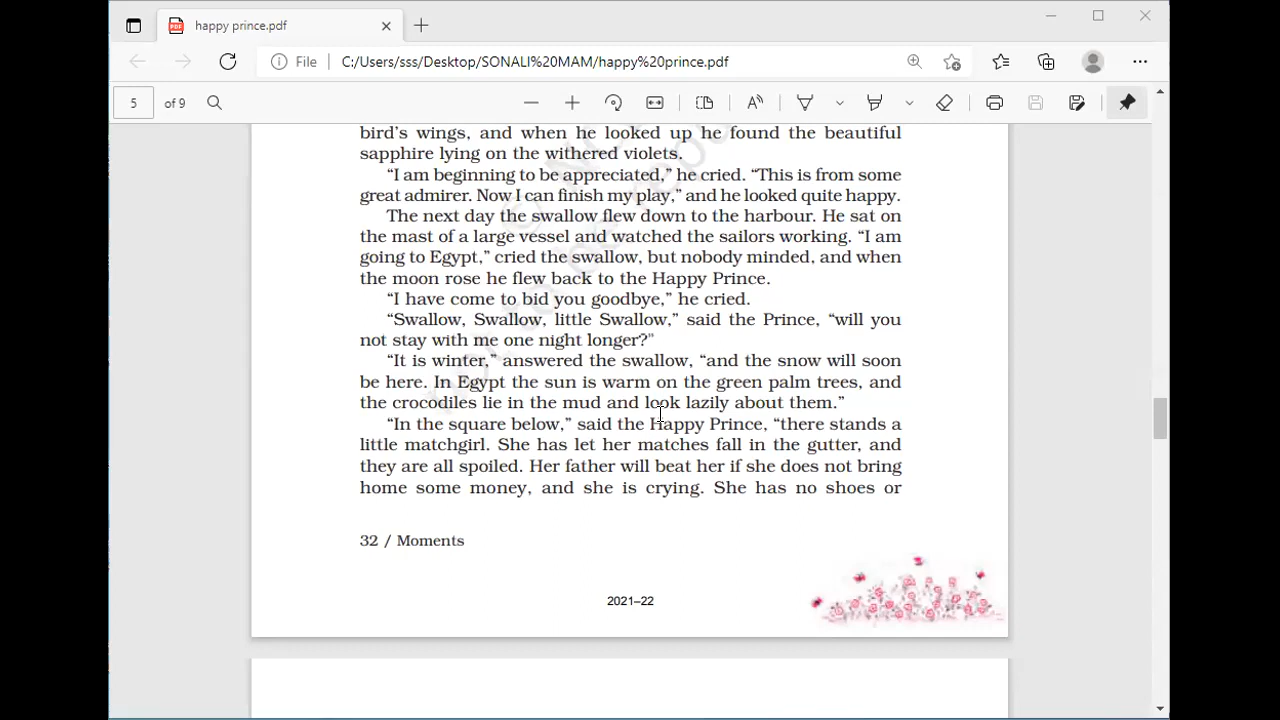 happy prince.pdf
File
C:/Users/sss/Desktop/SONALI%20MAM/happy%20prince.pdf
5 of 9
bird's wings, and when he looked up he found the beautiful
sapphire lying on the withered violets.
“I am beginning to be appreciated,” he cried. “This is from some
great admirer. Now I can finish my play,” and he looked quite happy.
The next day the swallow flew down to the harbour. He sat on
the mast of a large vessel and watched the sailors working. “I am
going to Egypt,” cried the swallow, but nobody minded, and when
the moon rose he flew back to the Happy Prince.
“I have come to bid you goodbye,” he cried.
“Swallow, Swallow, little Swallow,” said the Prince, “will you
not stay with me one night longer?”
“It is winter,” answered the swallow, “and the snow will soon
be here. In Egypt the sun is warm on the green palm trees, and
the crocodiles lie in the mud and look lazily about them.”
“In the square below,” said the Happy Prince, “there stands a
little matchgirl. She has let her matches fall in the gutter, and
they are all spoiled. Her father will beat her if she does not bring
home some money, and she is crying. She has no shoes or
32 / Moments
2021–22